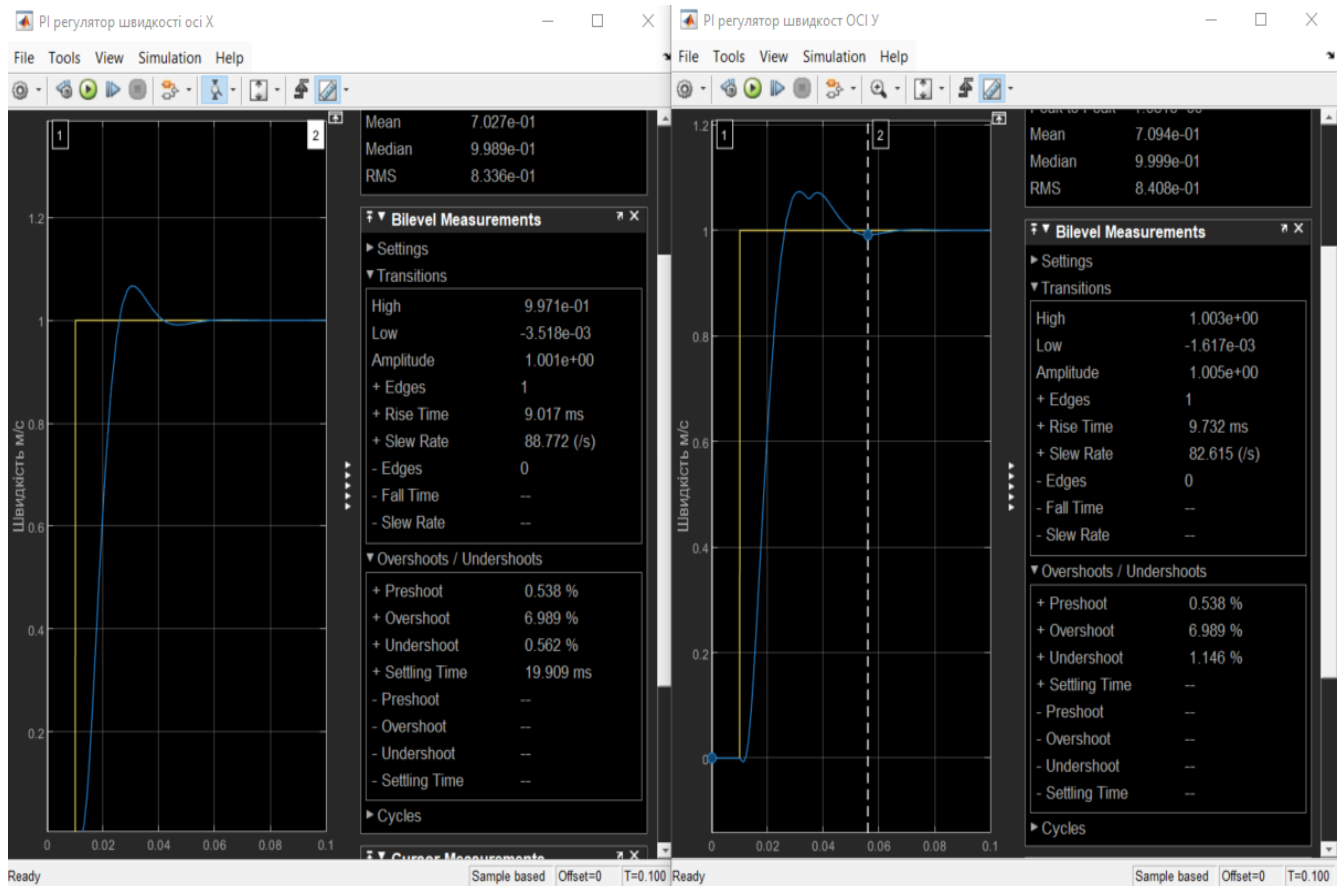 PI регулятор швидкості осі X
File Tools View Simulation Help
1
2
1.2
1
0.8
0.6
0.4
0.2
Швидкість м/с
0 0.02 0.04 0.06 0.08 0.1
Mean 7.027e-01
Median 9.989e-01
RMS 8.336e-01
Bilevel Measurements
Settings
Transitions
High 9.971e-01
Low -3.518e-03
Amplitude 1.001e+00
+ Edges 1
+ Rise Time 9.017 ms
+ Slew Rate 88.772 (/s)
- Edges 0
- Fall Time --
- Slew Rate --
Overshoots / Undershoots
+ Preshoot 0.538 %
+ Overshoot 6.989 %
+ Undershoot 0.562 %
+ Settling Time 19.909 ms
- Preshoot --
- Overshoot --
- Undershoot --
- Settling Time --
Cycles
Cursor Measurements
Ready Sample based Offset=0 T=0.100
PI регулятор швидкост ОСІ У
File Tools View Simulation Help
1
2
1.2
1
0.8
0.6
0.4
0.2
0
Швидкість м/с
0 0.02 0.04 0.06 0.08 0.1
Mean 7.094e-01
Median 9.999e-01
RMS 8.408e-01
Bilevel Measurements
Settings
Transitions
High 1.003e+00
Low -1.617e-03
Amplitude 1.005e+00
+ Edges 1
+ Rise Time 9.732 ms
+ Slew Rate 82.615 (/s)
- Edges 0
- Fall Time --
- Slew Rate --
Overshoots / Undershoots
+ Preshoot 0.538 %
+ Overshoot 6.989 %
+ Undershoot 1.146 %
+ Settling Time --
- Preshoot --
- Overshoot --
- Undershoot --
- Settling Time --
Cycles
Ready Sample based Offset=0 T=0.100